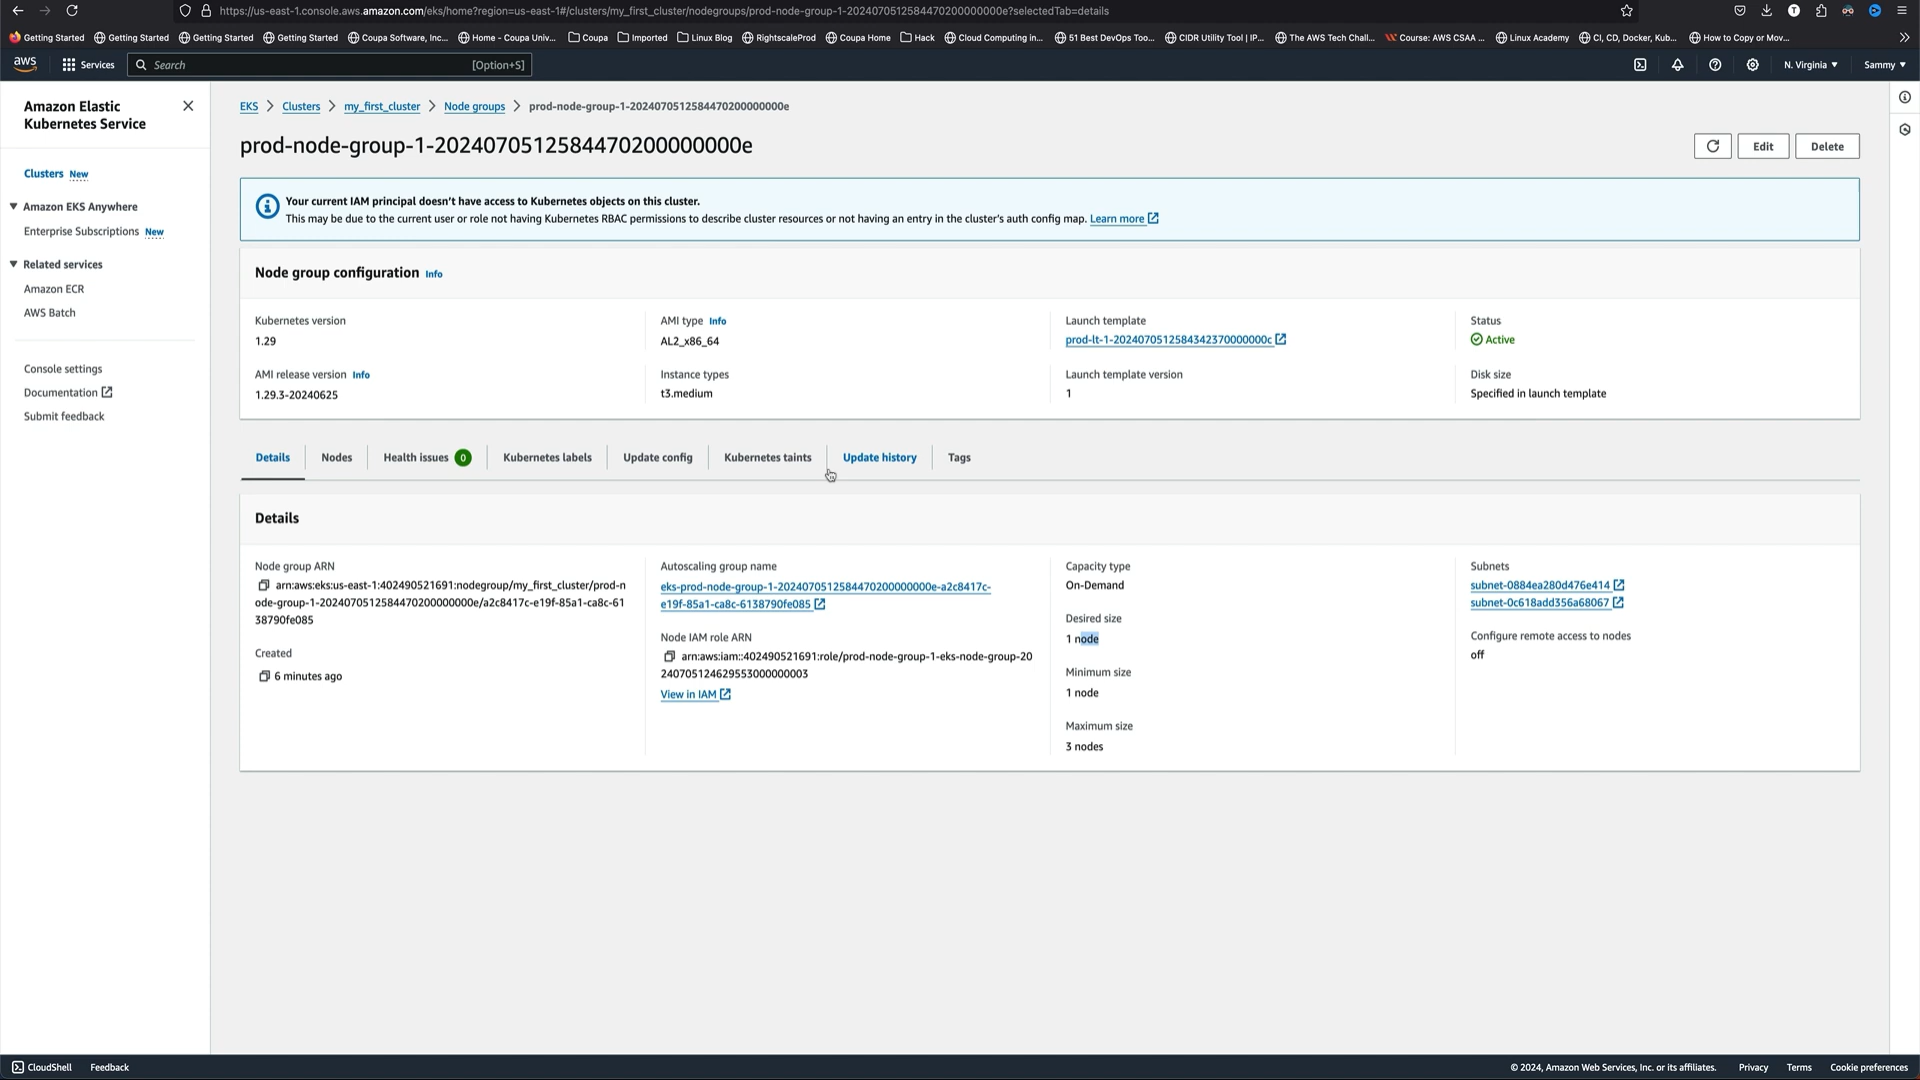 https://us-east-1.console.aws.amazon.com/eks/home?region=us-east-1#/clusters/my_first_cluster/nodegroups/prod-node-group-1-20240705125844702000000000e?selectedTab=details
Getting Started Getting Started Getting Started Getting Started Coupa Software, Inc... Home - Coupa Univ... Coupa Imported Linux Blog RightscaleProd Coupa Home Hack Cloud Computing in... 51 Best DevOps Too... CIDR Utility Tool | IP... The AWS Tech Chall... Course: AWS CSAA ... Linux Academy CI, CD, Docker, Kub... How to Copy or Mov...
aws Services Search [Option+S] N. Virginia Sammy
Amazon Elastic
Kubernetes Service
Clusters New
Amazon EKS Anywhere
Enterprise Subscriptions New
Related services
Amazon ECR
AWS Batch
Console settings
Documentation
Submit feedback
EKS Clusters my_first_cluster Node groups prod-node-group-1-20240705125844702000000000e
prod-node-group-1-20240705125844702000000000e
Edit Delete
Your current IAM principal doesn't have access to Kubernetes objects on this cluster.
This may be due to the current user or role not having Kubernetes RBAC permissions to describe cluster resources or not having an entry in the cluster's auth config map. Learn more
Node group configuration Info
Kubernetes version
1.29
AMI release version Info
1.29.3-20240625
AMI type Info
AL2_x86_64
Instance types
t3.medium
Launch template
prod-lt-1-20240705125843423700000000c
Launch template version
1
Status
Active
Disk size
Specified in launch template
Details Nodes Health issues 0 Kubernetes labels Update config Kubernetes taints Update history Tags
Details
Node group ARN
arn:aws:eks:us-east-1:402490521691:nodegroup/my_first_cluster/prod-n
ode-group-1-20240705125844702000000000e/a2c8417c-e19f-85a1-ca8c-61
38790fe085
Created
6 minutes ago
Autoscaling group name
eks-prod-node-group-1-20240705125844702000000000e-a2c8417c-
e19f-85a1-ca8c-6138790fe085
Node IAM role ARN
arn:aws:iam::402490521691:role/prod-node-group-1-eks-node-group-20
240705124629553000000003
View in IAM
Capacity type
On-Demand
Desired size
1 node
Minimum size
1 node
Maximum size
3 nodes
Subnets
subnet-0884ea280d476e414
subnet-0c618add356a68067
Configure remote access to nodes
off
CloudShell Feedback © 2024, Amazon Web Services, Inc. or its affiliates. Privacy Terms Cookie preferences